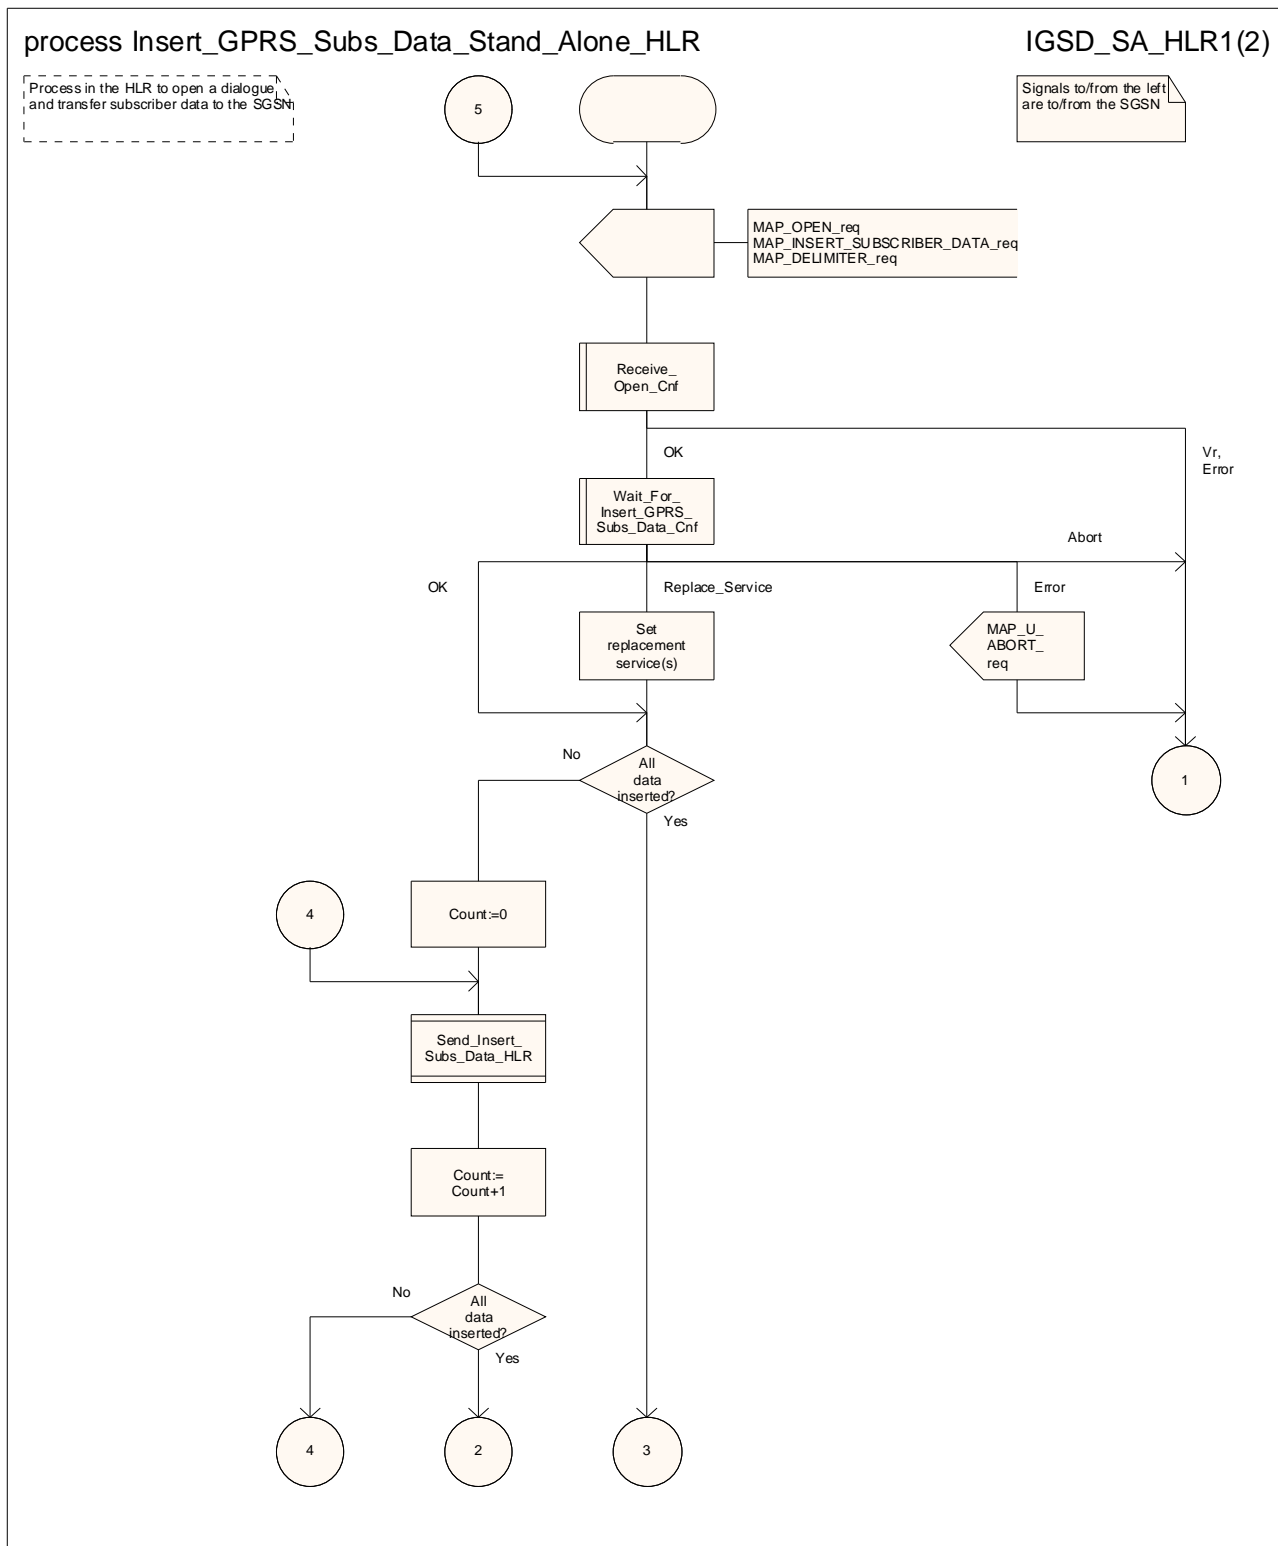 process Insert_GPRS_Subs_Data_Stand_Alone_HLR
IGSD_SA_HLR1(2)
Process in the HLR to open a dialogue
and transfer subscriber data to the SGSN
5
Signals to/from the left
are to/from the SGSN
MAP_OPEN_req
MAP_INSERT_SUBSCRIBER_DATA_req
MAP_DELIMITER_req
Receive_
Open_Cnf
OK
Vr,
Error
Wait_For_
Insert_GPRS_
Subs_Data_Cnf
Abort
OK
Replace_Service
Error
Set
replacement
service(s)
MAP_U_
ABORT_
req
No
All
data
inserted?
Yes
1
4
Count:=0
Send_Insert_
Subs_Data_HLR
Count:=
Count+1
No
All
data
inserted?
Yes
4
2
3